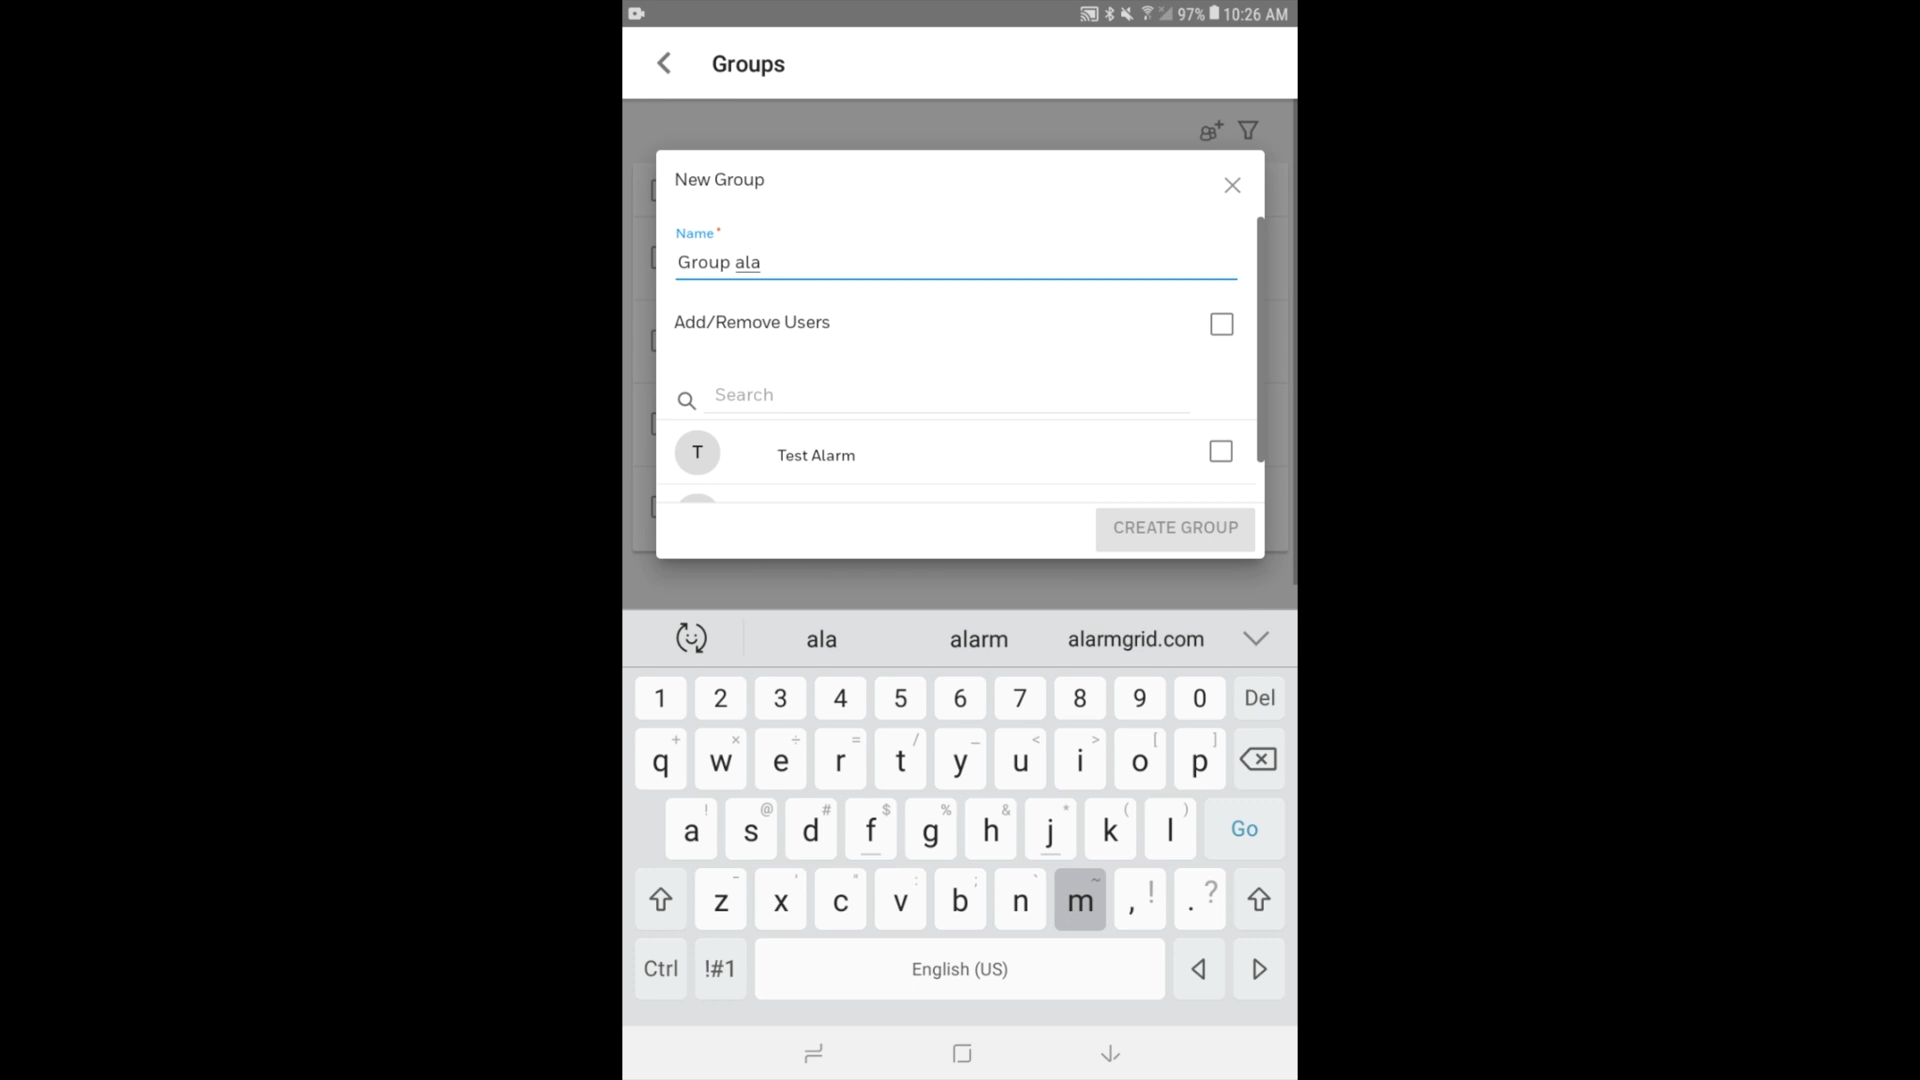 97% 10:26 AM
Groups
New Group
Name*
Group ala
Add/Remove Users
Search
T Test Alarm
CREATE GROUP
ala alarm alarmgrid.com
1 2 3 4 5 6 7 8 9 0 Del
+ × ÷ = / _ < > [ ]
q w e r t y u i o p
! @ # $ % & * ( )
a s d f g h j k l Go
- ' " : ; ` ~
z x c v b n m , ! . ?
Ctrl !#1 English (US)